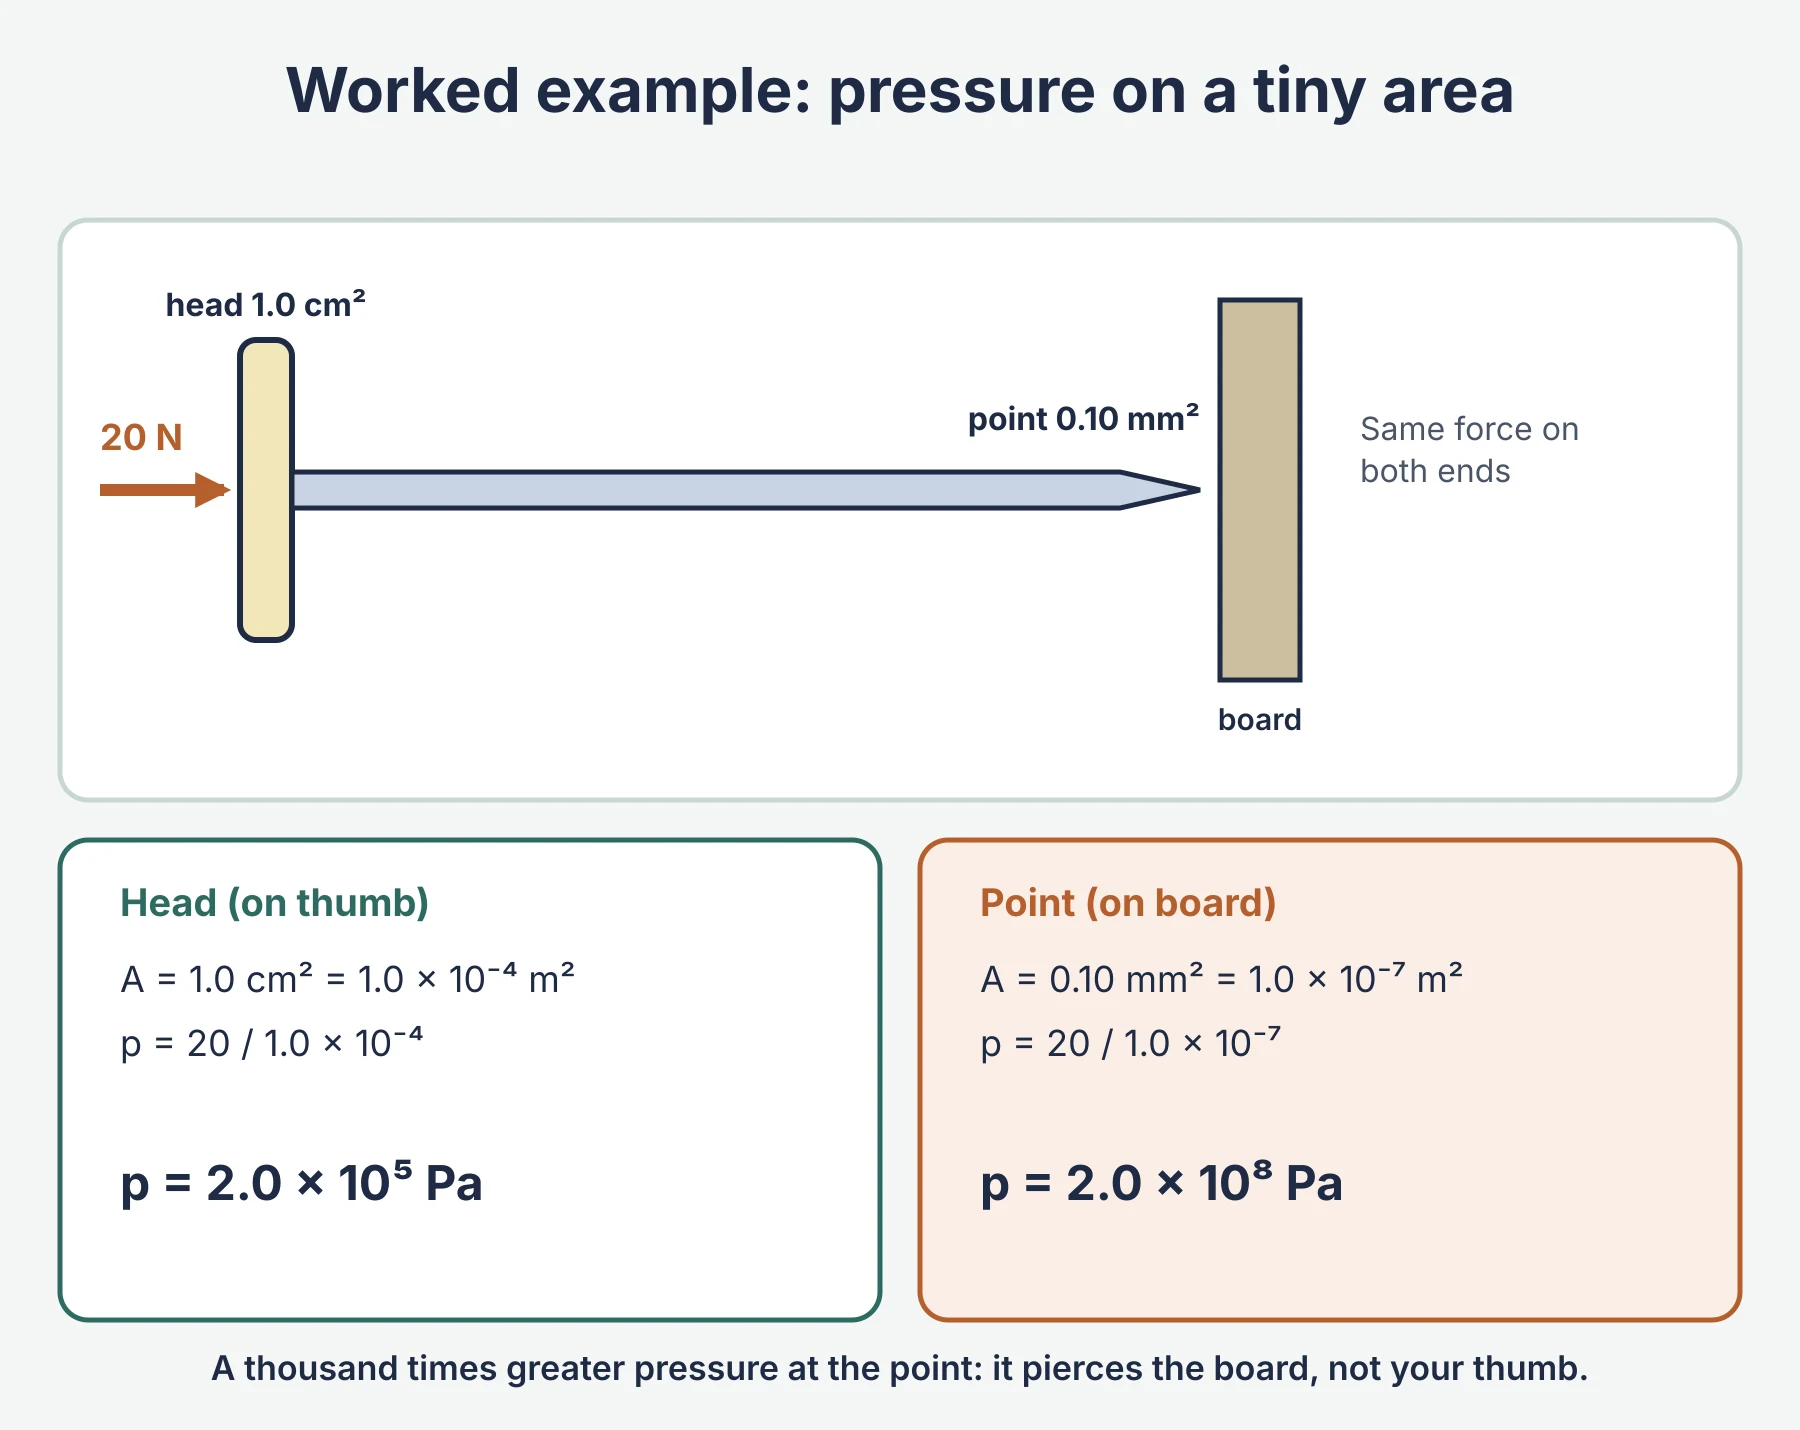 Worked example: pressure on a tiny area
head 1.0 cm²
20 N
point 0.10 mm²
Same force on
both ends
board
Head (on thumb)
A = 1.0 cm² = 1.0 × 10⁻⁴ m²
p = 20 / 1.0 × 10⁻⁴
p = 2.0 × 10⁵ Pa
Point (on board)
A = 0.10 mm² = 1.0 × 10⁻⁷ m²
p = 20 / 1.0 × 10⁻⁷
p = 2.0 × 10⁸ Pa
A thousand times greater pressure at the point: it pierces the board, not your thumb.